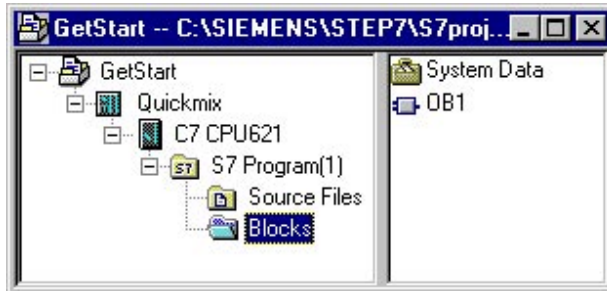 GetStart -- C:\SIEMENS\STEP7\S7proj...
GetStart
Quickmix
C7 CPU621
S7 Program(1)
Source Files
Blocks
System Data
OB1